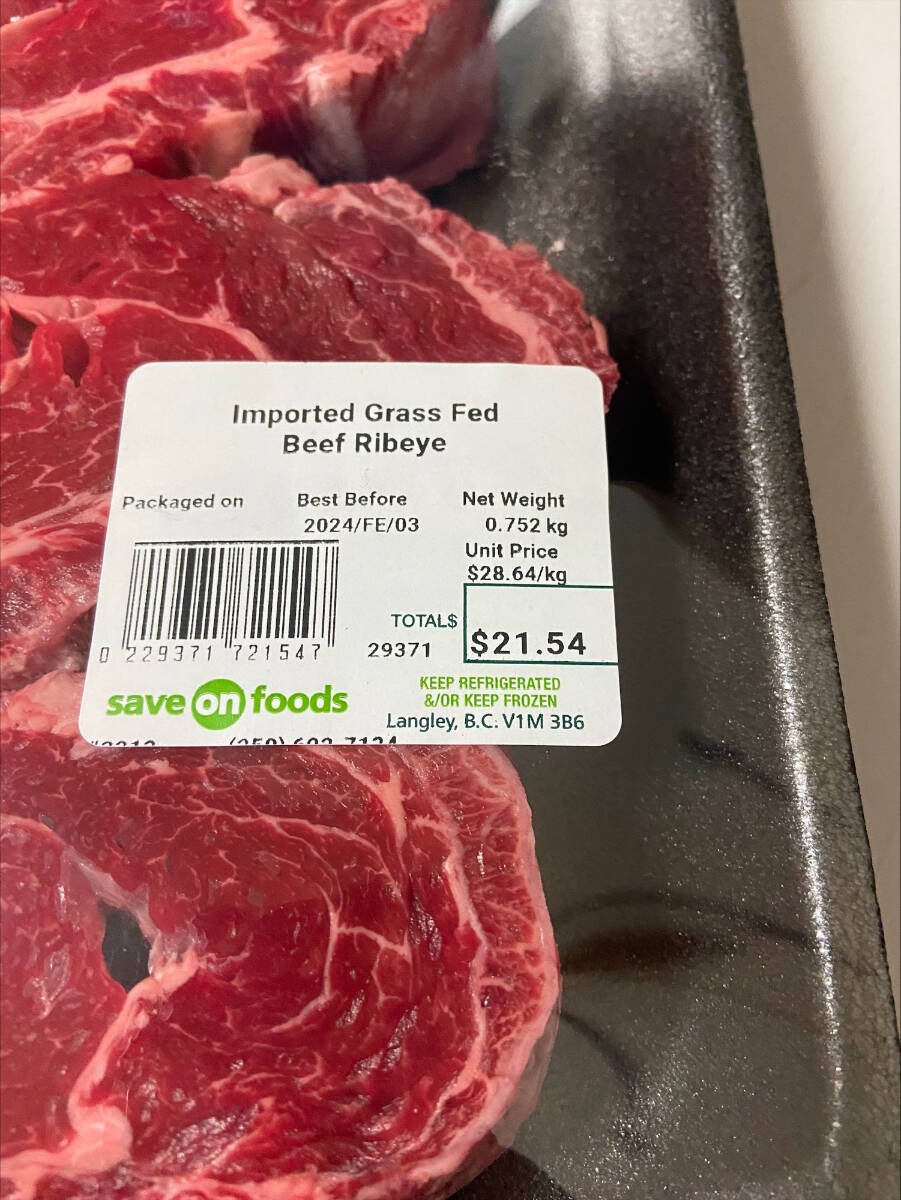 Imported Grass Fed
Beef Ribeye
Packaged on Best Before Net Weight
2024/FE/03 0.752 kg
Unit Price
$28.64/kg
TOTAL$
29371 $21.54
0 229371 721547
save on foods
KEEP REFRIGERATED
&/OR KEEP FROZEN
Langley, B.C. V1M 3B6